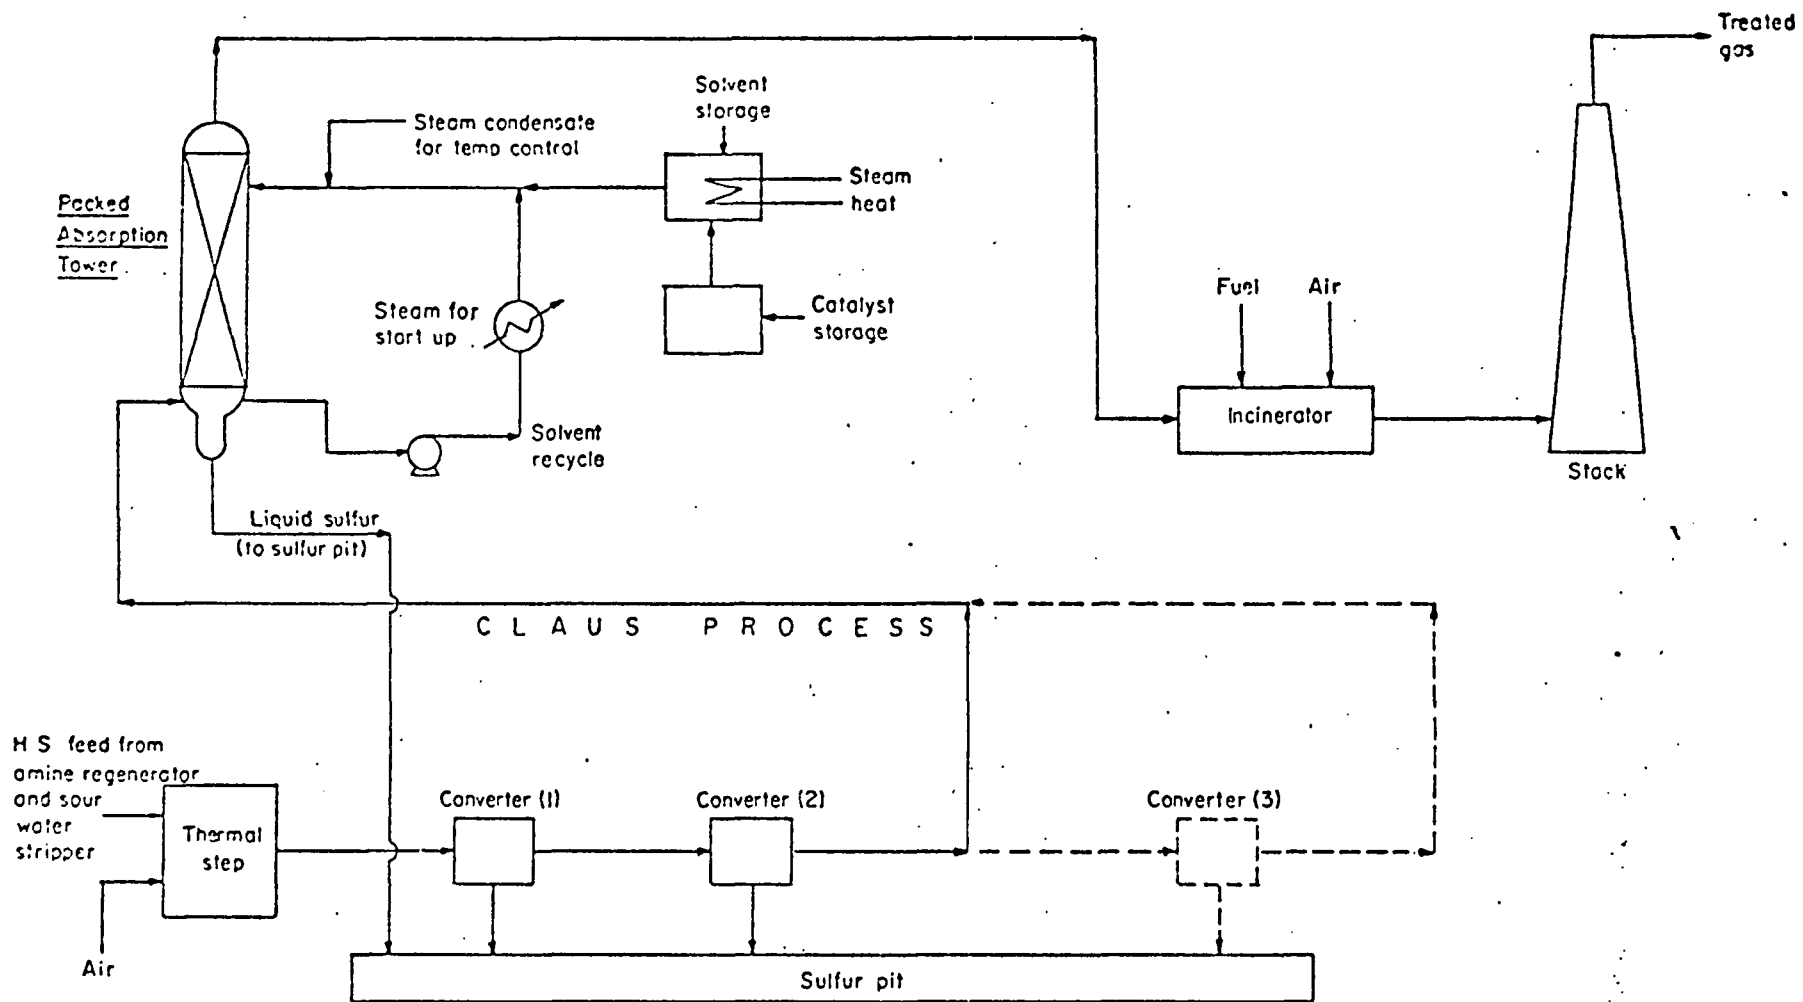 Treated
gas
Solvent
storage
Steam condensate
for temp control
Steam
heat
Packed
Absorption
Tower
Steam for
start up
Catalyst
storage
Fuel
Air
Incinerator
Solvent
recycle
Stack
Liquid sulfur
(to sulfur pit)
CLAUS PROCESS
H S feed from
amine regenerator
and sour
water
stripper
Thermal
step
Converter (1)
Converter (2)
Converter (3)
Air
Sulfur pit